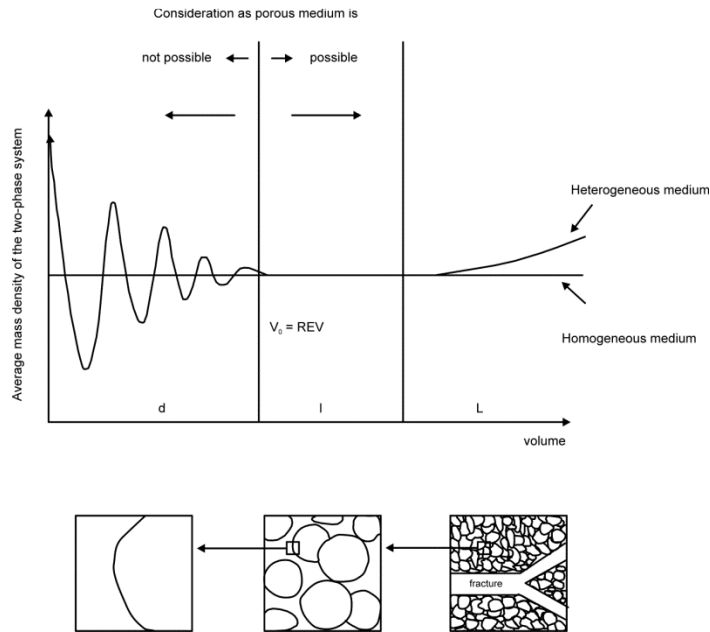 Consideration as porous medium is
not possible
possible
Average mass density of the two-phase system
Heterogeneous medium
V₀ = REV
Homogeneous medium
d
l
L
volume
fracture